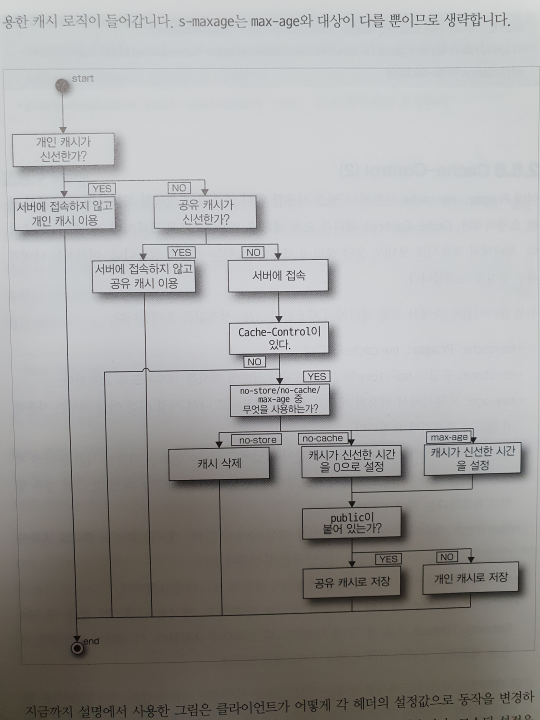 용한 캐시 로직이 들어갑니다. s-maxage는 max-age와 대상이 다를 뿐이므로 생략합니다.
start
개인 캐시가
신선한가?
YES
NO
서버에 접속하지 않고
개인 캐시 이용
공유 캐시가
신선한가?
YES
NO
서버에 접속하지 않고
공유 캐시 이용
서버에 접속
Cache-Control이
있다.
NO
YES
no-store/no-cache/
max-age 중
무엇을 사용하는가?
no-store
no-cache
max-age
캐시 삭제
캐시가 신선한 시간
을 0으로 설정
캐시가 신선한 시간
을 설정
public이
붙어 있는가?
YES
NO
공유 캐시로 저장
개인 캐시로 저장
end
지금까지 설명에서 사용한 그림은 클라이언트가 어떻게 각 헤더의 설정값으로 동작을 변경하